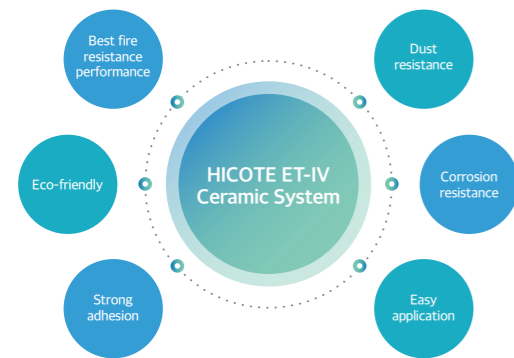 Best fire
resistance
performance
Dust
resistance
HICOTE ET-IV
Ceramic System
Eco-friendly
Corrosion
resistance
Strong
adhesion
Easy
application